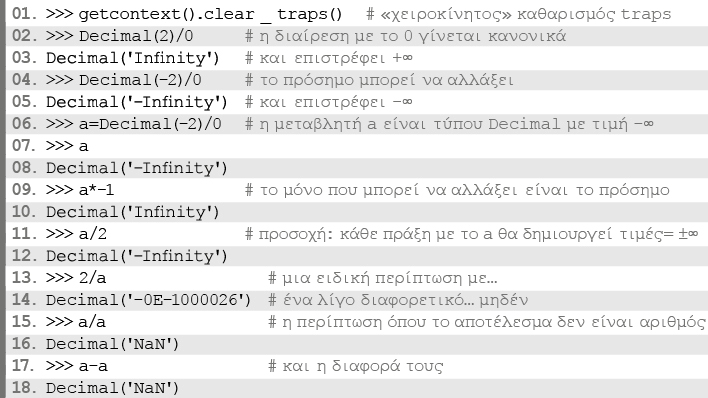 01. >>> getcontext().clear _ traps() # «χειροκίνητος» καθαρισμός traps
02. >>> Decimal(2)/0 # η διαίρεση με το 0 γίνεται κανονικά
03. Decimal('Infinity') # και επιστρέφει +∞
04. >>> Decimal(-2)/0 # το πρόσημο μπορεί να αλλάξει
05. Decimal('-Infinity') # και επιστρέφει -∞
06. >>> a=Decimal(-2)/0 # η μεταβλητή a είναι τύπου Decimal με τιμή -∞
07. >>> a
08. Decimal('-Infinity')
09. >>> a*-1 # το μόνο που μπορεί να αλλάξει είναι το πρόσημο
10. Decimal('Infinity')
11. >>> a/2 # προσοχή: κάθε πράξη με το a θα δημιουργεί τιμές= ±∞
12. Decimal('-Infinity')
13. >>> 2/a # μια ειδική περίπτωση με…
14. Decimal('-0E-1000026') # ένα λίγο διαφορετικό… μηδέν
15. >>> a/a # η περίπτωση όπου το αποτέλεσμα δεν είναι αριθμός
16. Decimal('NaN')
17. >>> a-a # και η διαφορά τους
18. Decimal('NaN')